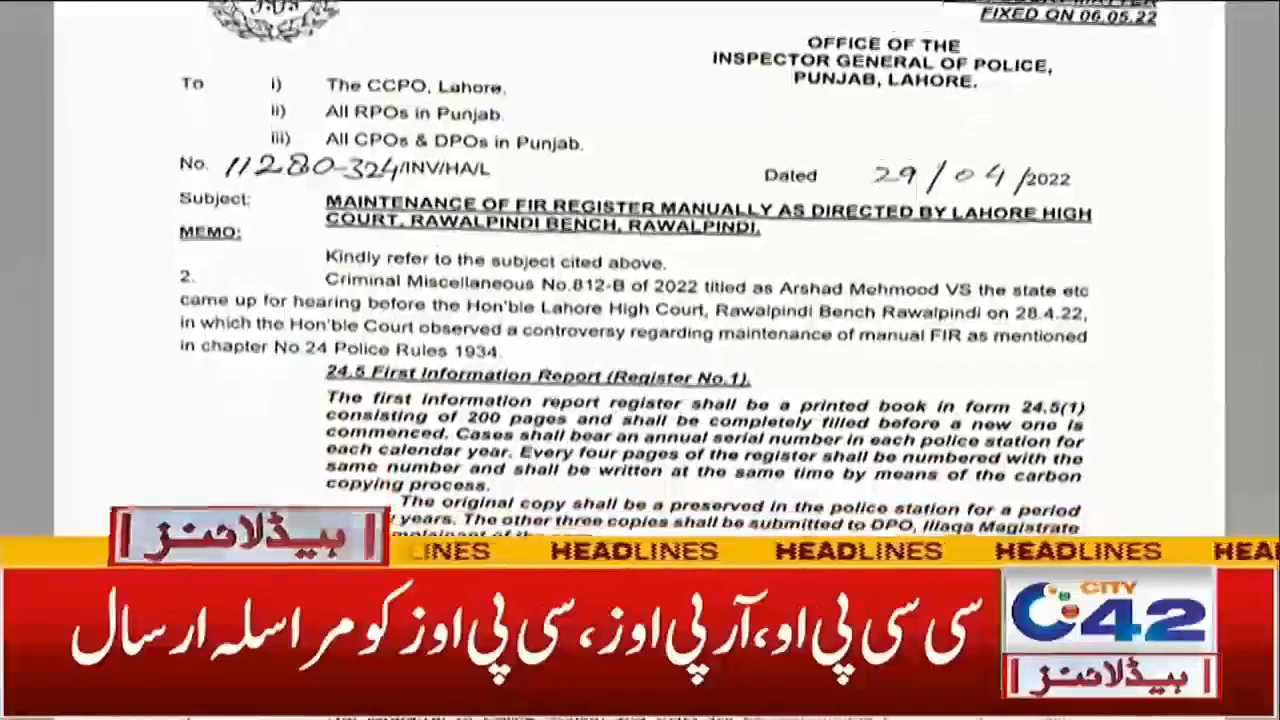 FIXED ON 06.05.22
OFFICE OF THE
INSPECTOR GENERAL OF POLICE,
PUNJAB, LAHORE.
To i) The CCPO, Lahore.
ii) All RPOs in Punjab.
iii) All CPOs & DPOs in Punjab.
No. 11280-324/INV/HA/L Dated 29/04/2022
Subject: MAINTENANCE OF FIR REGISTER MANUALLY AS DIRECTED BY LAHORE HIGH
COURT, RAWALPINDI BENCH, RAWALPINDI.
MEMO:
Kindly refer to the subject cited above.
2. Criminal Miscellaneous No.812-B of 2022 titled as Arshad Mehmood VS the state etc
came up for hearing before the Hon'ble Lahore High Court, Rawalpindi Bench Rawalpindi on 28.4.22,
in which the Hon'ble Court observed a controversy regarding maintenance of manual FIR as mentioned
in chapter No 24 Police Rules 1934.
24.5 First Information Report (Register No.1).
The first information report register shall be a printed book in form 24.5(1)
consisting of 200 pages and shall be completely filled before a new one is
commenced. Cases shall bear an annual serial number in each police station for
each calendar year. Every four pages of the register shall be numbered with the
same number and shall be written at the same time by means of the carbon
copying process.
The original copy shall be a preserved in the police station for a period
years. The other three copies shall be submitted to DPO, Illaqa Magistrate
ہیڈلائنز
LINES HEADLINES HEADLINES HEADLINES HEA
سی سی پی او، آر پی اوز، سی پی اوز کو مراسلہ ارسال
CITY
42
ہیڈلائنز